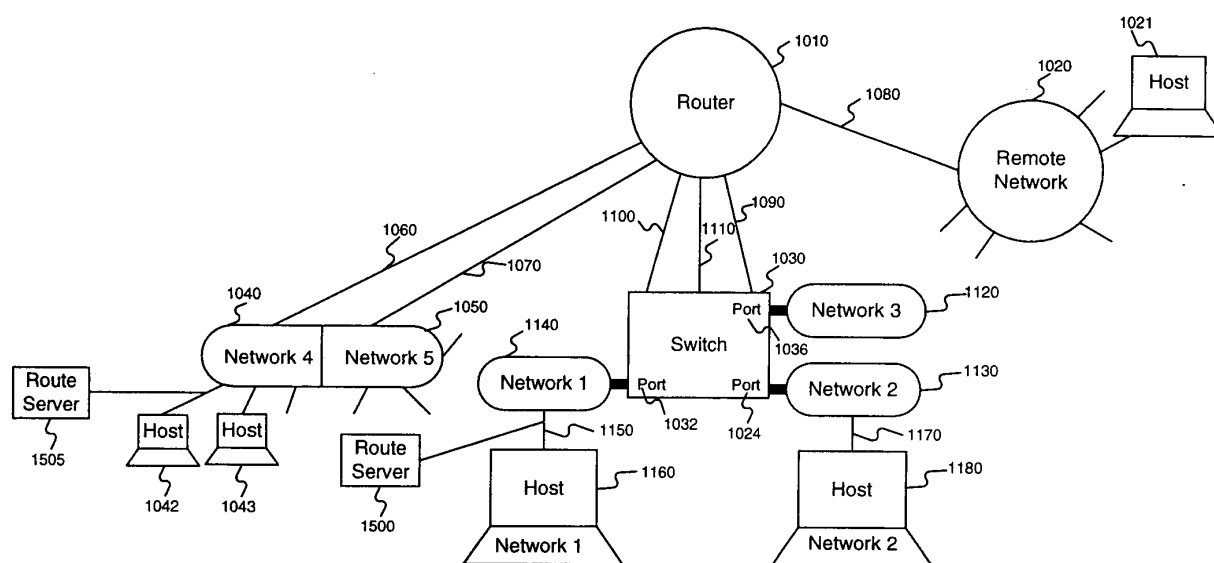 1010
Router
1021
Host
1020
1080
Remote
Network
1100
1110
1090
1060
1070
1030
1040
1050
1120
Port
Network 3
1140
1036
Network 4
Network 5
Switch
Route
Server
1505
Network 1
Port
Port
Network 2
1130
1032
1024
Host
Host
1042
1043
1150
1170
Route
Server
1500
Host
1160
Network 1
Host
1180
Network 2